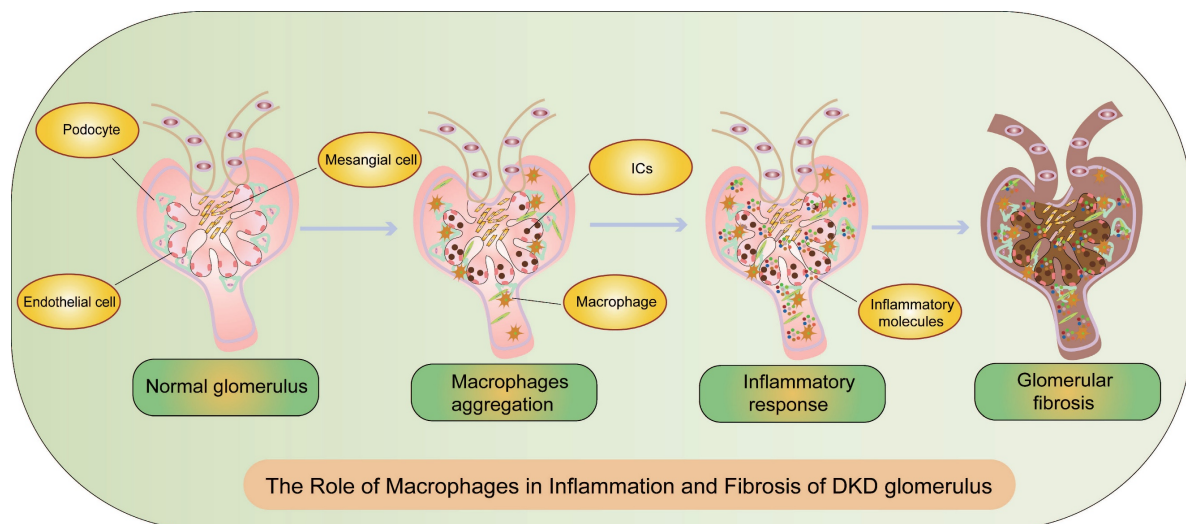 Podocyte
Mesangial cell
ICs
Endothelial cell
Macrophage
Inflammatory
molecules
Normal glomerulus
Macrophages
aggregation
Inflammatory
response
Glomerular
fibrosis
The Role of Macrophages in Inflammation and Fibrosis of DKD glomerulus